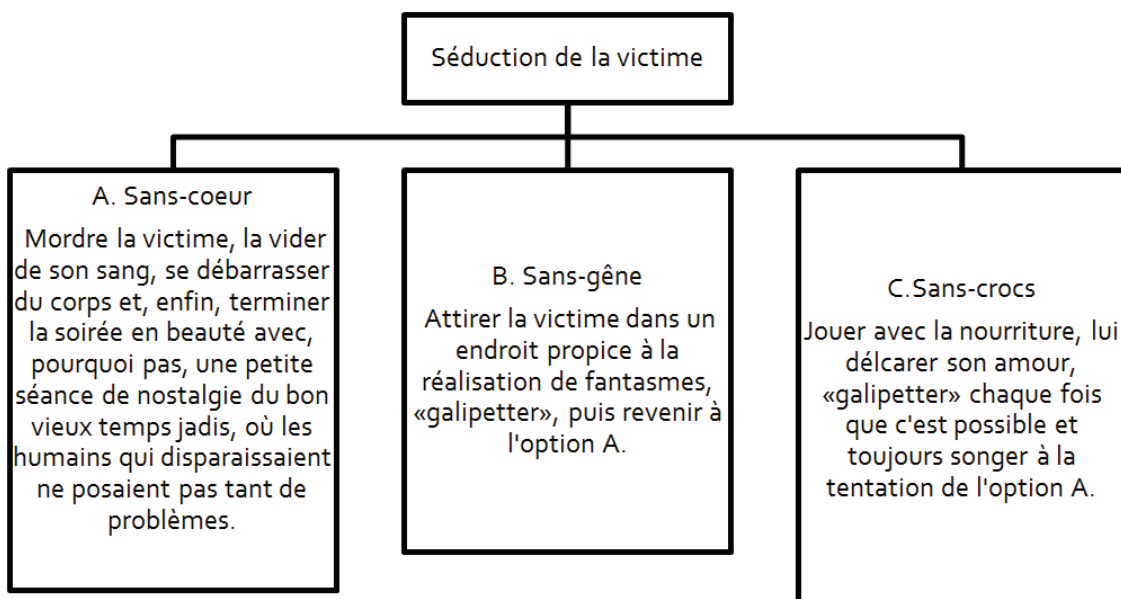 Séduction de la victime
A. Sans-coeur
Mordre la victime, la vider
de son sang, se débarrasser
du corps et, enfin, terminer
la soirée en beauté avec,
pourquoi pas, une petite
séance de nostalgie du bon
vieux temps jadis, où les
humains qui disparaissaient
ne posaient pas tant de
problèmes.
B. Sans-gêne
Attirer la victime dans un
endroit propice à la
réalisation de fantasmes,
«galipetter», puis revenir à
l'option A.
C.Sans-crocs
Jouer avec la nourriture, lui
délcarer son amour,
«galipetter» chaque fois
que c'est possible et
toujours songer à la
tentation de l'option A.